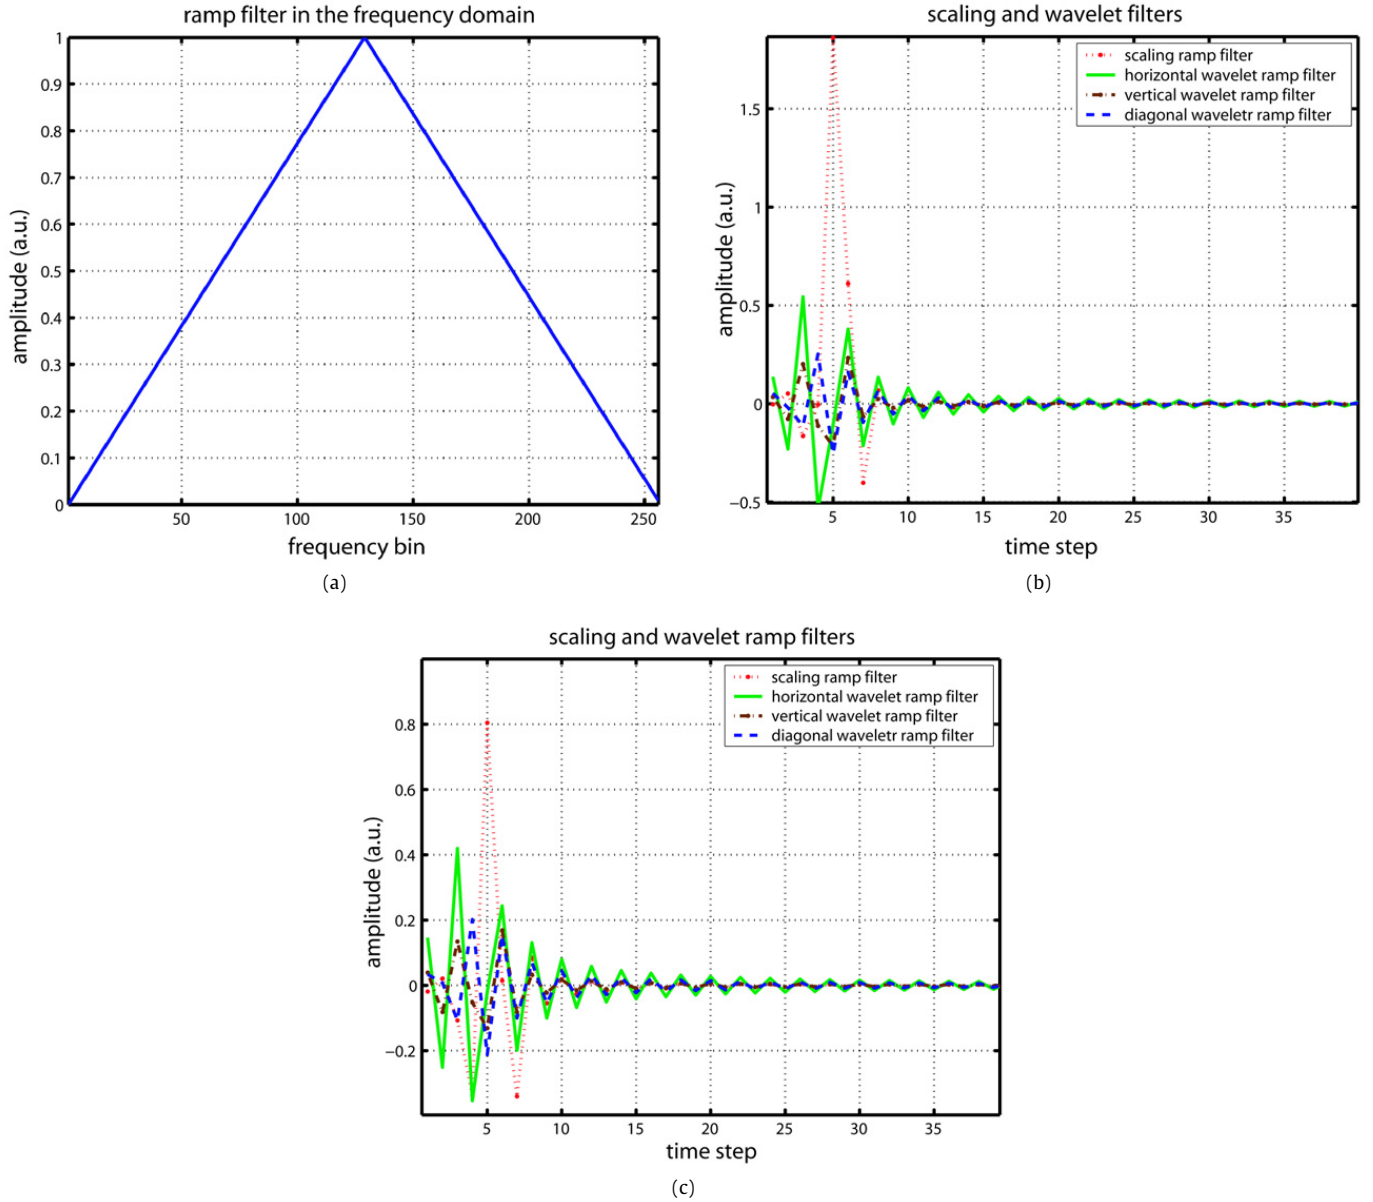 ramp filter in the frequency domain
1
0.9
0.8
0.7
0.6
0.5
0.4
0.3
0.2
0.1
0
amplitude (a.u.)
50 100 150 200 250
frequency bin
(a)
scaling and wavelet filters
scaling ramp filter
horizontal wavelet ramp filter
vertical wavelet ramp filter
diagonal waveletr ramp filter
1.5
1
0.5
0
−0.5
amplitude (a.u.)
5 10 15 20 25 30 35
time step
(b)
scaling and wavelet ramp filters
scaling ramp filter
horizontal wavelet ramp filter
vertical wavelet ramp filter
diagonal waveletr ramp filter
0.8
0.6
0.4
0.2
0
−0.2
amplitude (a.u.)
5 10 15 20 25 30 35
time step
(c)